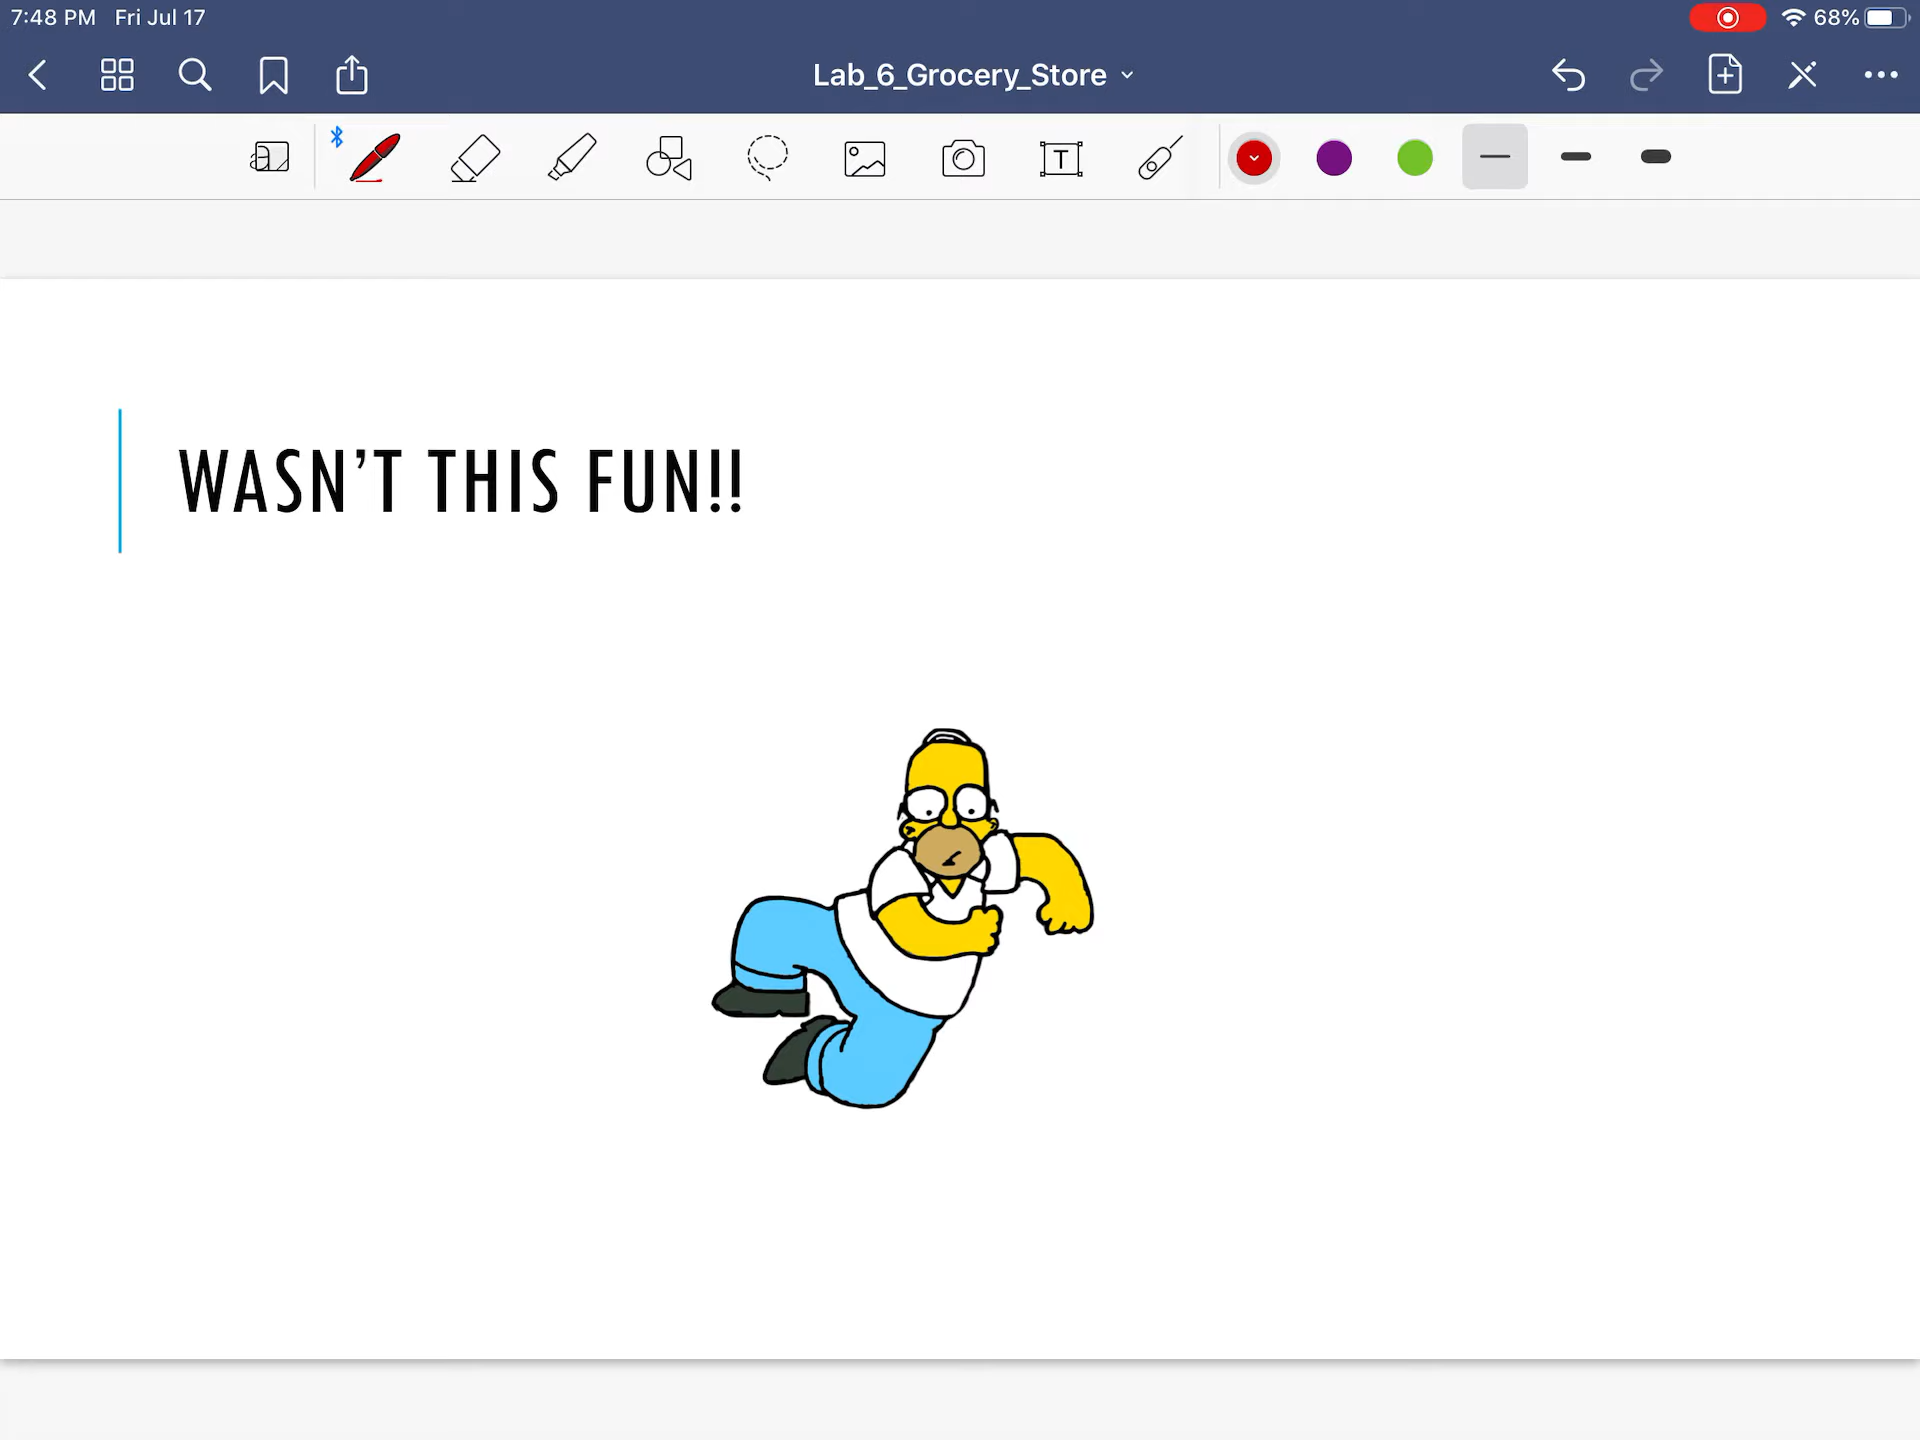 7:48 PM Fri Jul 17
68%
Lab_6_Grocery_Store
a
T
WASN’T THIS FUN!!